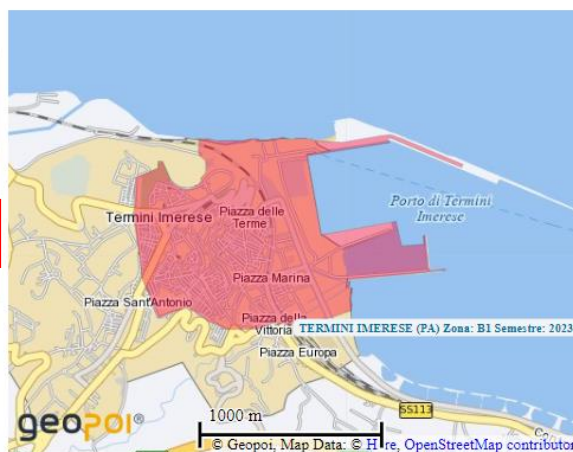 Porto di Termini
Imerese
Termini Imerese
Piazza delle
Terme
Piazza Marina
Piazza Sant'Antonio
Piazza della
Vittoria
TERMINI IMERESE (PA) Zona: B1 Semestre: 2023
Piazza Europa
SS113
geopoi®
1000 m
© Geopoi, Map Data: © Here, OpenStreetMap contributor